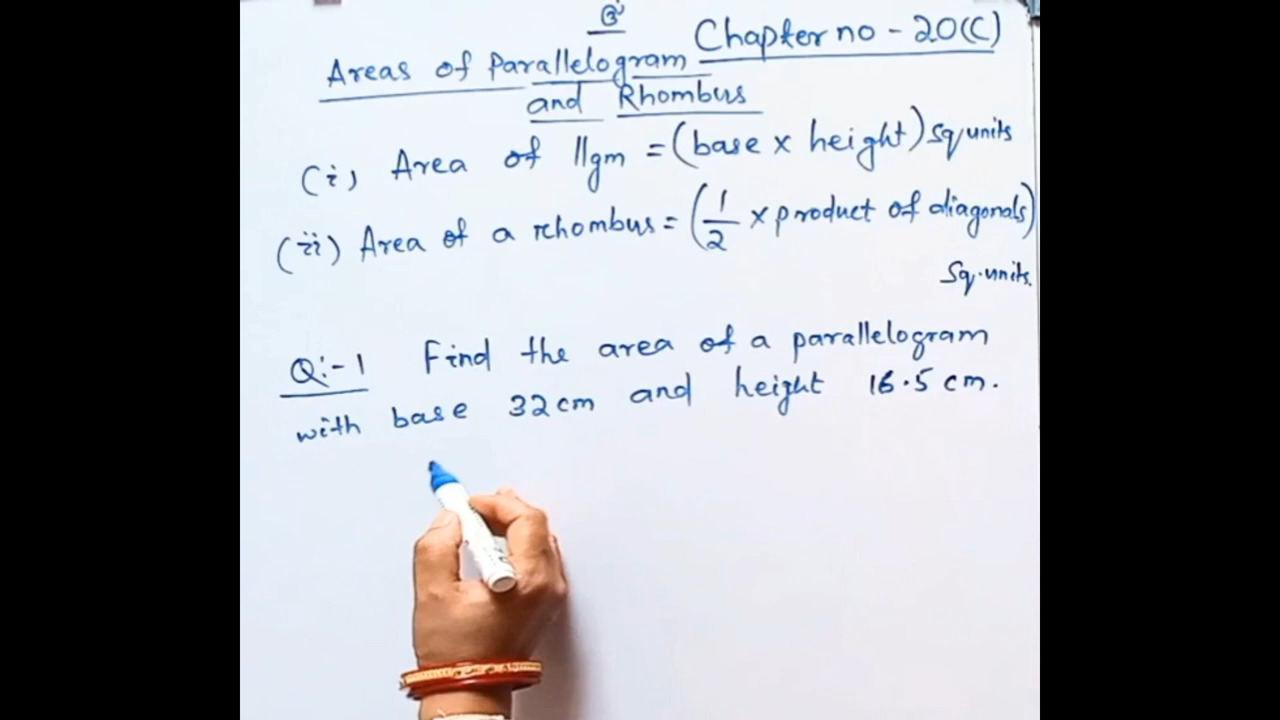 Chapter no - 20(C)
Areas of Parallelogram
and Rhombus
(i) Area of ||gm = (base x height) Sq units
(ii) Area of a rhombus = (1/2 x product of diagonals)
Sq. units.
Q:-1 Find the area of a parallelogram
with base 32cm and height 16.5 cm.